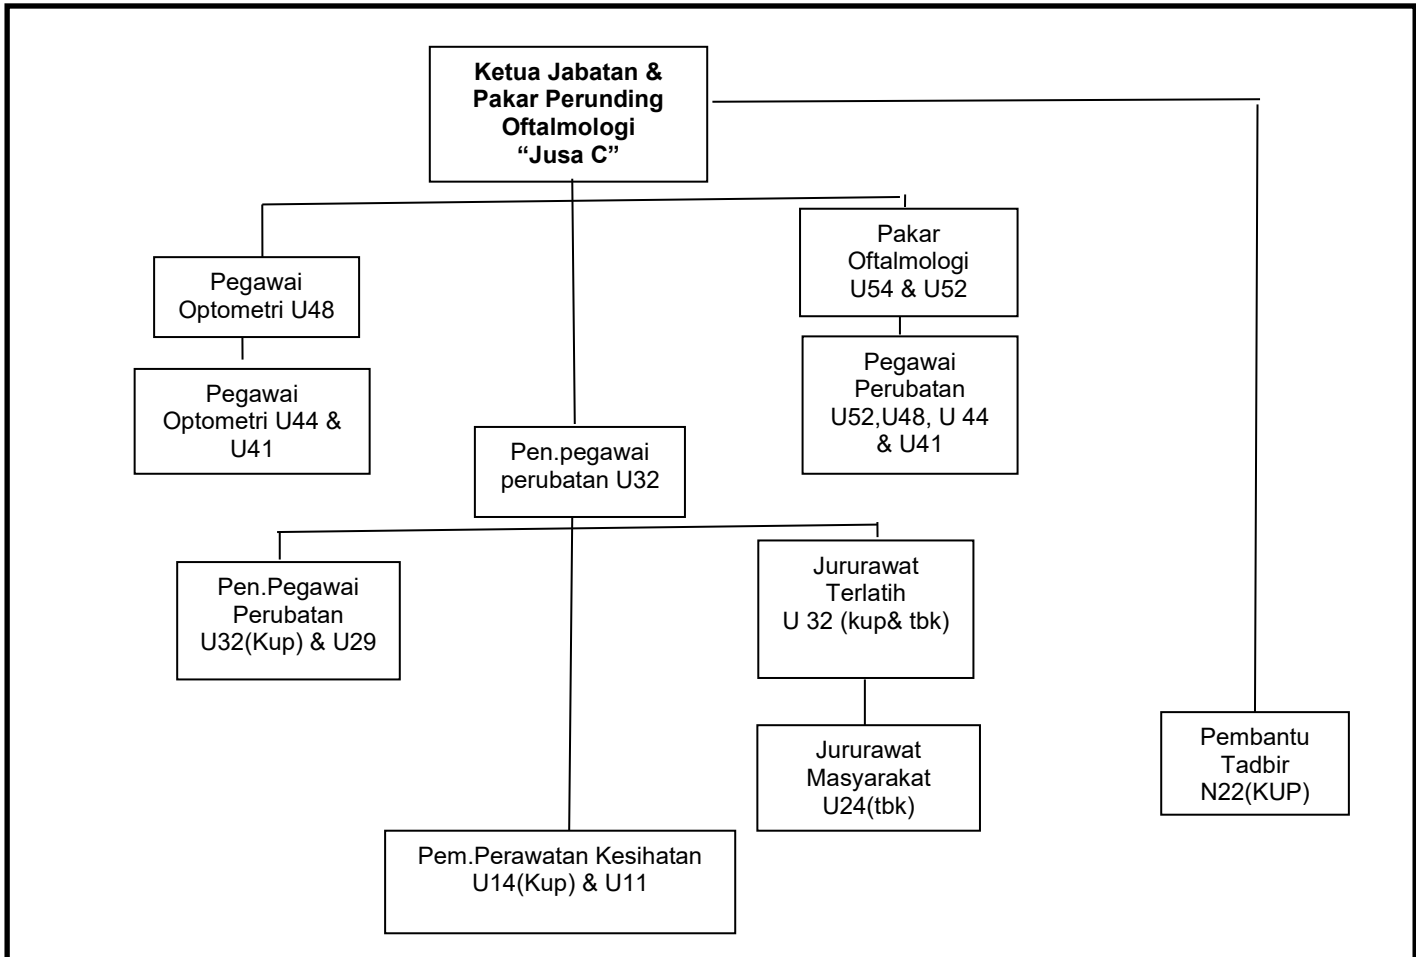 Ketua Jabatan &
Pakar Perunding
Oftalmologi
“Jusa C”
Pegawai
Optometri U48
Pakar
Oftalmologi
U54 & U52
Pegawai
Optometri U44 &
U41
Pegawai
Perubatan
U52,U48, U 44
& U41
Pen.pegawai
perubatan U32
Pen.Pegawai
Perubatan
U32(Kup) & U29
Jururawat
Terlatih
U 32 (kup& tbk)
Jururawat
Masyarakat
U24(tbk)
Pembantu
Tadbir
N22(KUP)
Pem.Perawatan Kesihatan
U14(Kup) & U11